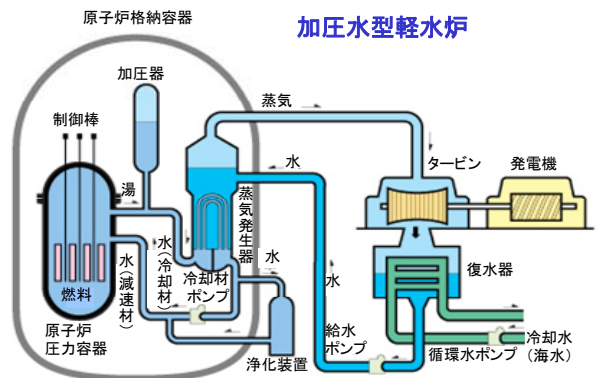 原子炉格納容器
加圧水型軽水炉
加圧器
制御棒
蒸気
湯
水
タービン
発電機
蒸気発生器
水
水(冷却材)
水(減速材)
冷却材
ポンプ
水
復水器
燃料
原子炉
圧力容器
浄化装置
給水
ポンプ
循環水ポンプ
冷却水
(海水)